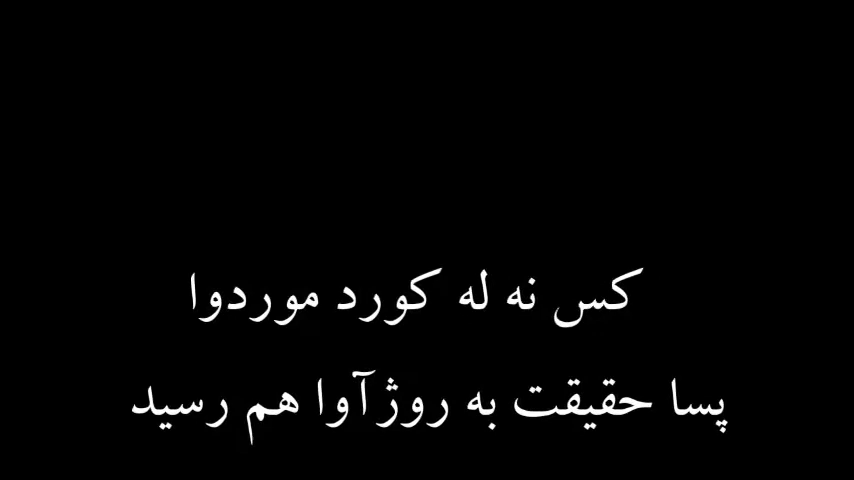 کس نه له کورد موردوا
پسا حقیقت به روژآوا هم رسید